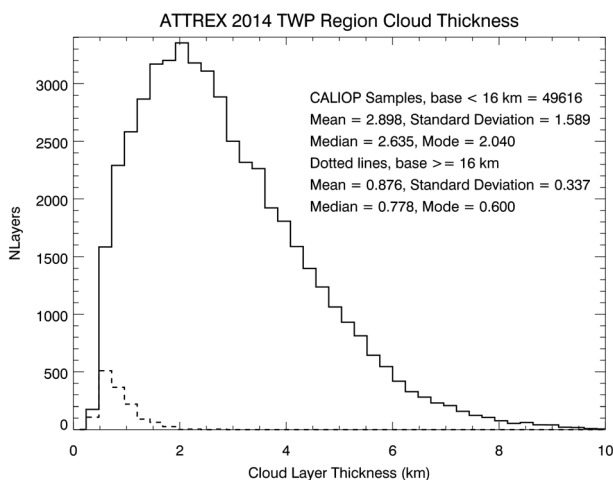 ATTREX 2014 TWP Region Cloud Thickness
CALIOP Samples, base < 16 km = 49616
Mean = 2.898, Standard Deviation = 1.589
Median = 2.635, Mode = 2.040
Dotted lines, base >= 16 km
Mean = 0.876, Standard Deviation = 0.337
Median = 0.778, Mode = 0.600
NLayers
3000
2500
2000
1500
1000
500
0
0 2 4 6 8 10
Cloud Layer Thickness (km)